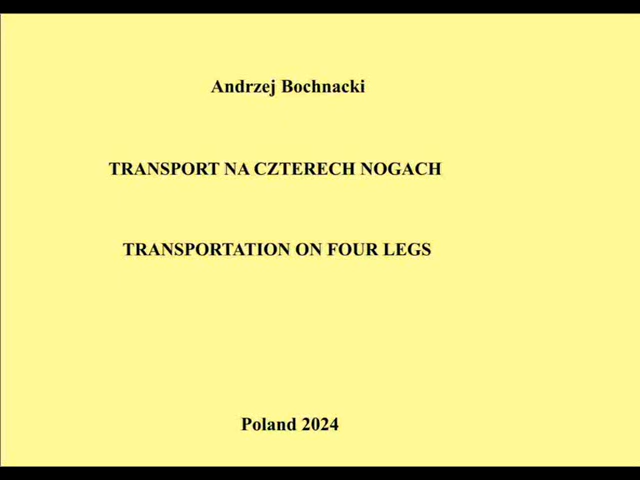 Andrzej Bochnacki
TRANSPORT NA CZTERECH NOGACH
TRANSPORTATION ON FOUR LEGS
Poland 2024